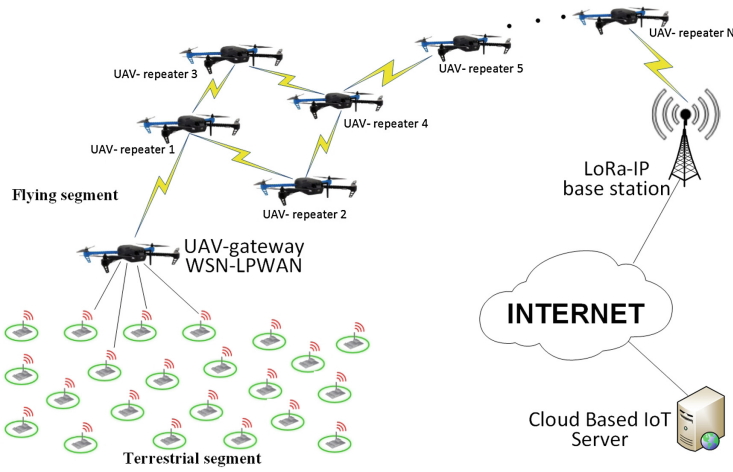 UAV- repeater N
UAV- repeater 3
UAV- repeater 5
UAV- repeater 4
UAV- repeater 1
LoRa-IP
base station
Flying segment
UAV- repeater 2
UAV-gateway
WSN-LPWAN
INTERNET
Cloud Based IoT
Server
Terrestrial segment